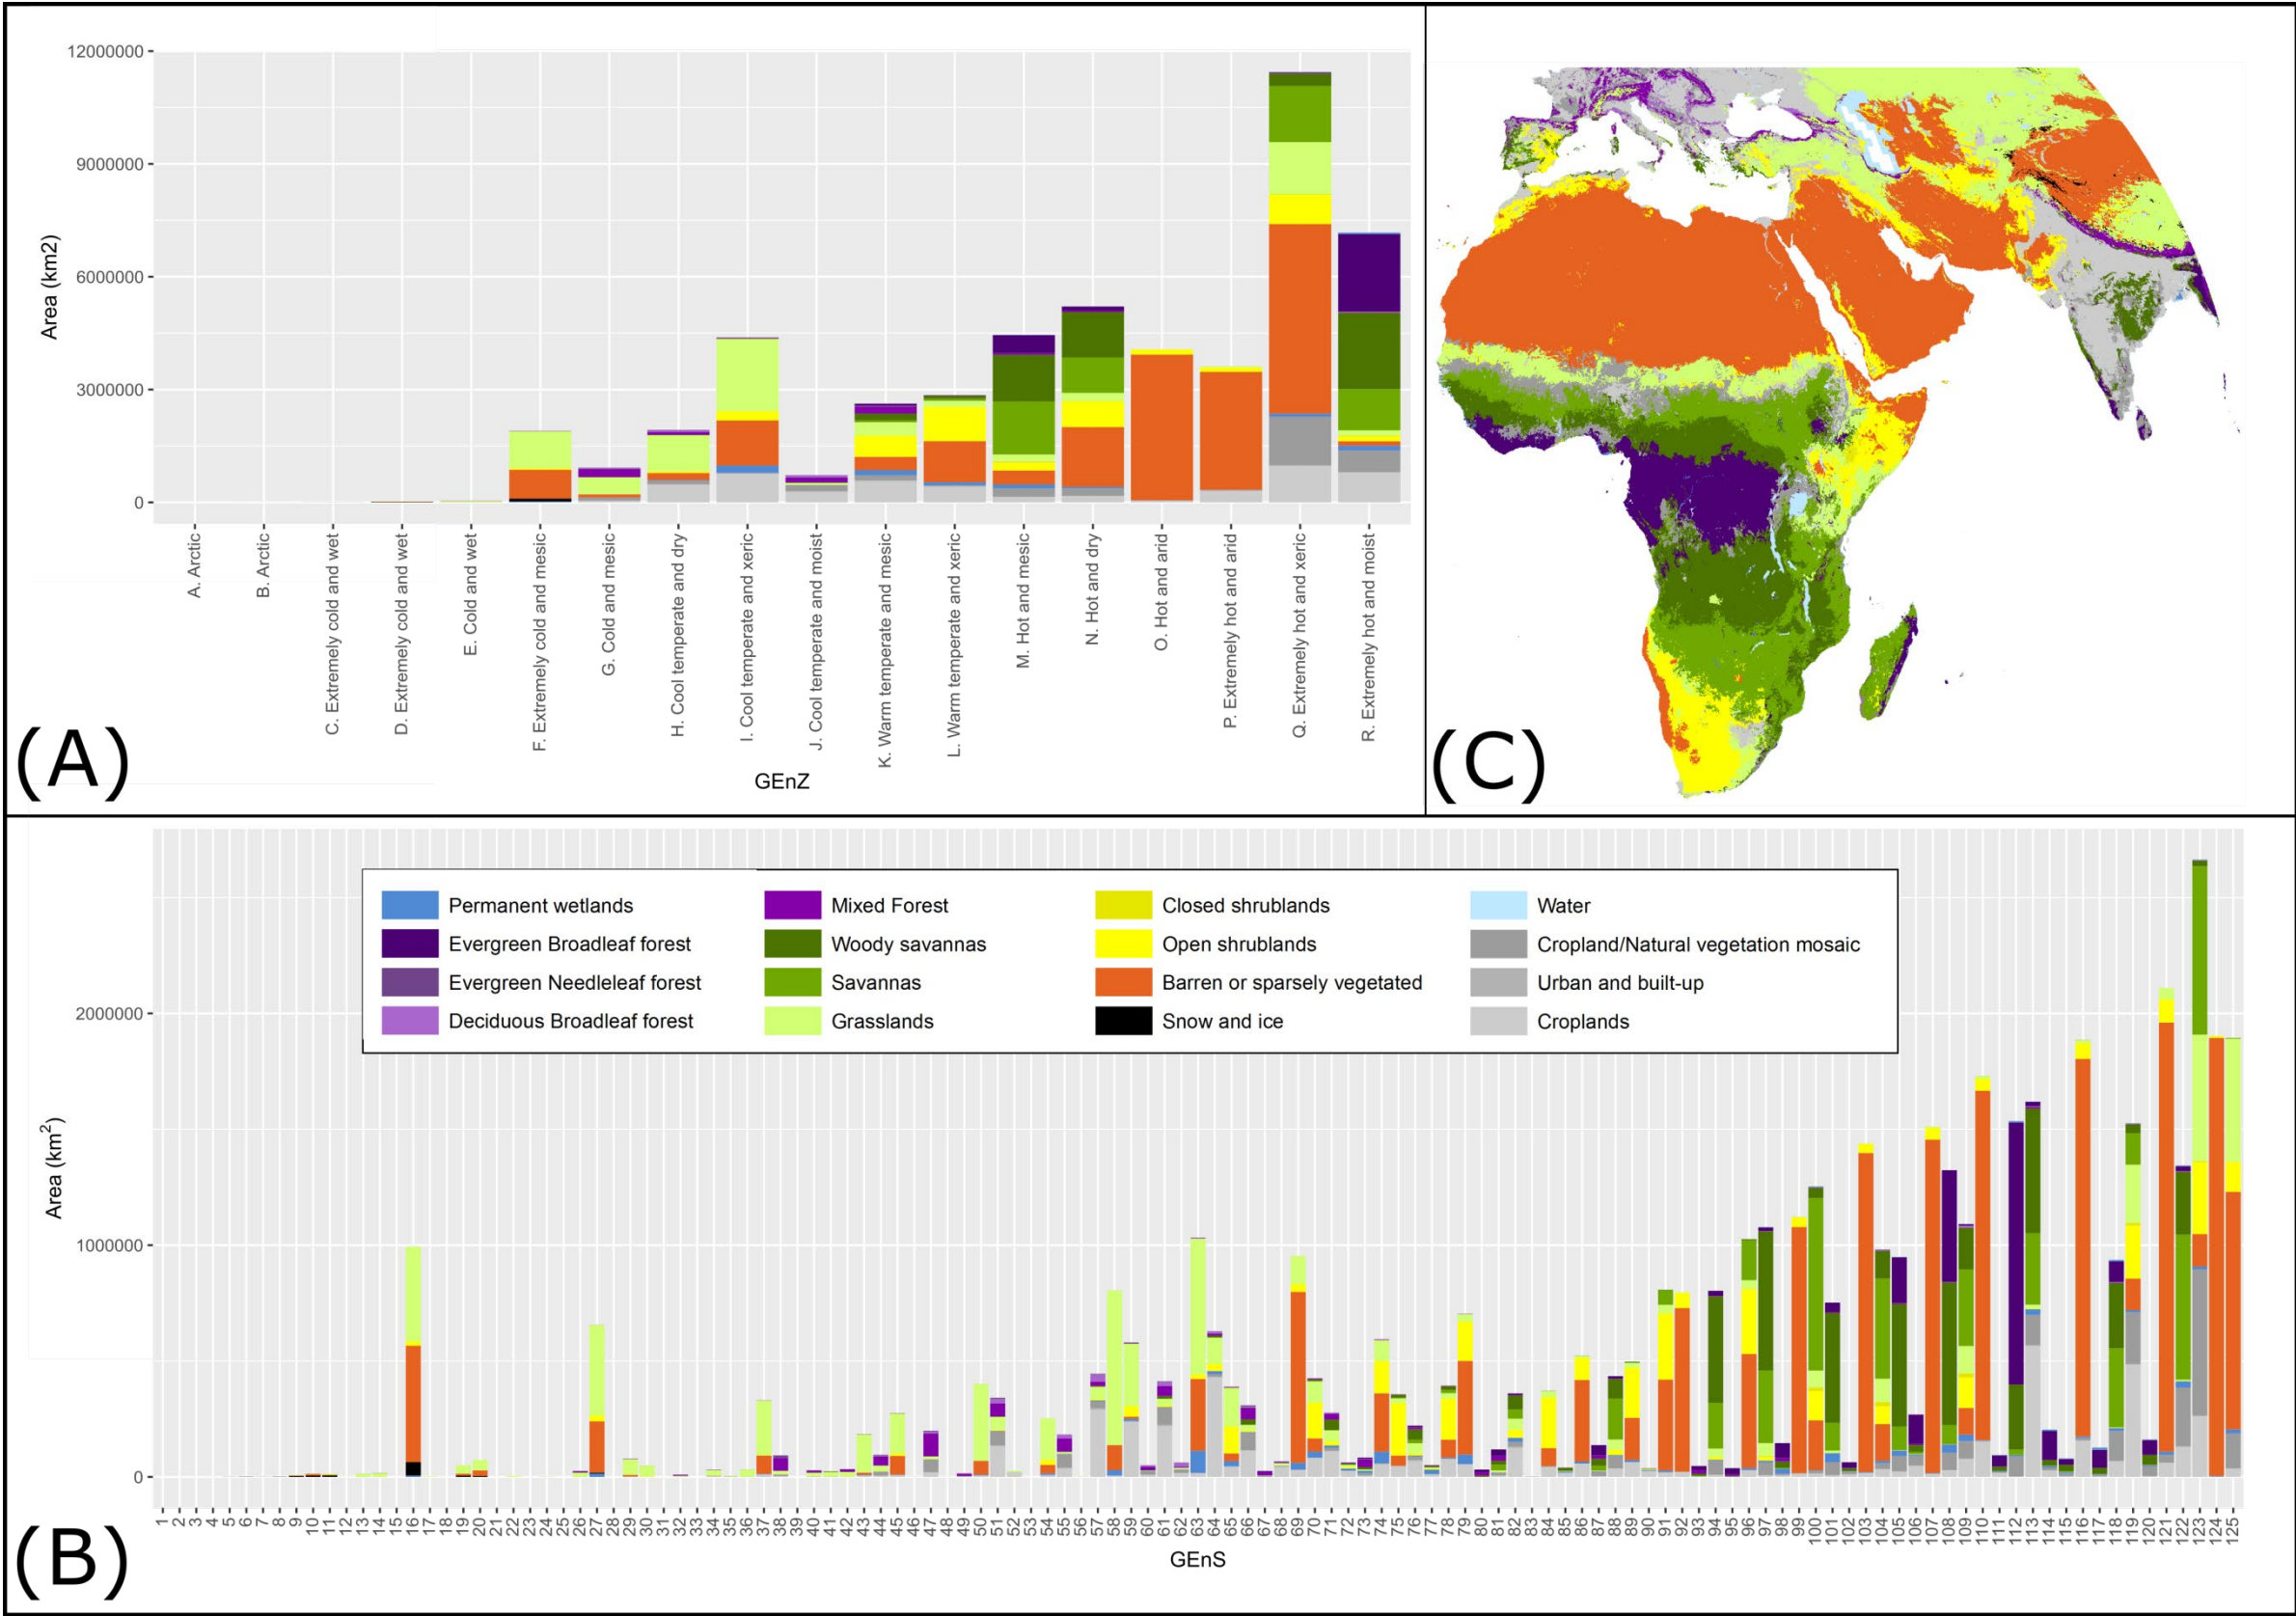 12000000
9000000
6000000
3000000
0
Area (km2)
A. Arctic
B. Arctic
C. Extremely cold and wet
D. Extremely cold and wet
E. Cold and wet
F. Extremely cold and mesic
G. Cold and mesic
H. Cool temperate and dry
I. Cool temperate and xeric
J. Cool temperate and moist
K. Warm temperate and mesic
L. Warm temperate and xeric
M. Hot and mesic
N. Hot and dry
O. Hot and arid
P. Extremely hot and arid
Q. Extremely hot and xeric
R. Extremely hot and moist
GEnZ
(A)
(C)
Permanent wetlands
Evergreen Broadleaf forest
Evergreen Needleleaf forest
Deciduous Broadleaf forest
Mixed Forest
Woody savannas
Savannas
Grasslands
Closed shrublands
Open shrublands
Barren or sparsely vegetated
Snow and ice
Water
Cropland/Natural vegetation mosaic
Urban and built-up
Croplands
2000000
1000000
0
Area (km²)
1 2 3 4 5 6 7 8 9 10 11 12 13 14 15 16 17 18 19 20 21 22 23 24 25 26 27 28 29 30 31 32 33 34 35 36 37 38 39 40 41 42 43 44 45 46 47 48 49 50 51 52 53 54 55 56 57 58 59 60 61 62 63 64 65 66 67 68 69 70 71 72 73 74 75 76 77 78 79 80 81 82 83 84 85 86 87 88 89 90 91 92 93 94 95 96 97 98 99 100 101 102 103 104 105 106 107 108 109 110 111 112 113 114 115 116 117 118 119 120 121 122 123 124 125
GEnS
(B)